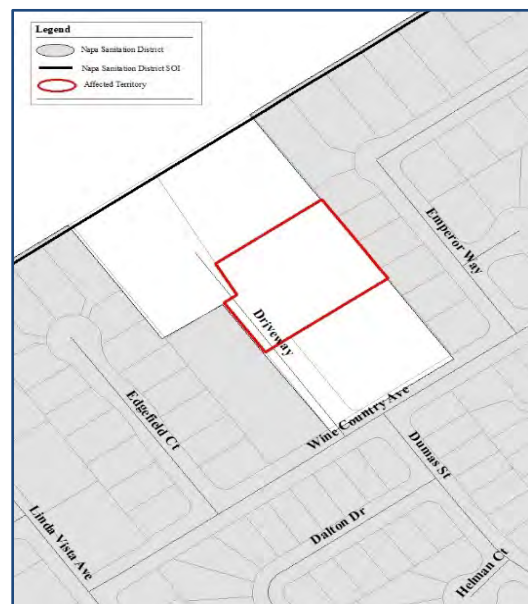 Legend
Napa Sanitation District
Napa Sanitation District SOI
Affected Territory
Emperor Way
Driveway
Edgefield Ct
Wine Country Ave
Dumas St
Linda Vista Ave
Dalton Dr
Helman Ct